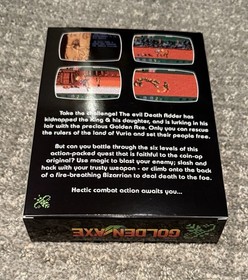 Take the challenge! The evil Death Adder has
kidnapped the King & his daughter, and is lurking in his
lair with the precious Golden Axe. Only you can rescue
the rulers of the land of Yuria and set their people free.
But can you battle through the six levels of this
action-packed quest that is faithful to the coin-op
original? Use magic to blast your enemy; slash and
hack with your trusty weapon - or climb onto the back
of a fire-breathing Bizarrian to deal death to the foe.
Hectic combat action awaits you...
GOLDEN AXE